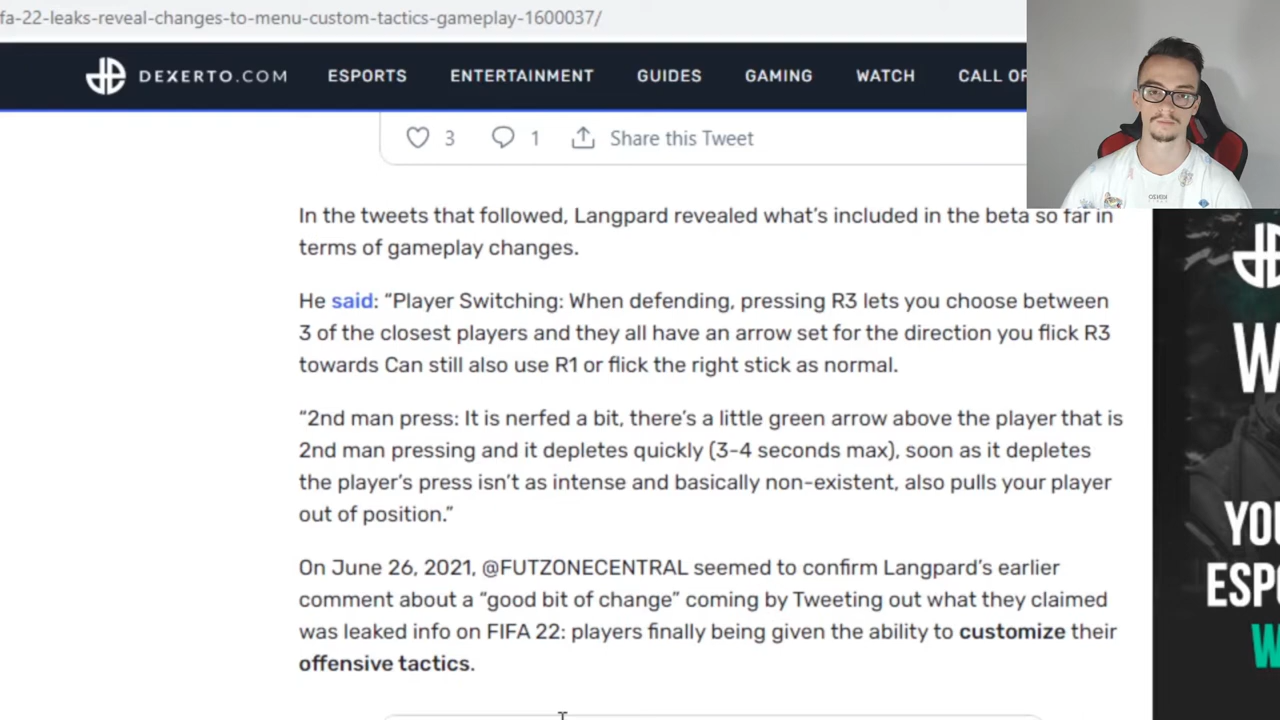 fa-22-leaks-reveal-changes-to-menu-custom-tactics-gameplay-1600037/
DEXERTO.COM ESPORTS ENTERTAINMENT GUIDES GAMING WATCH CALL OF
3 1 Share this Tweet
In the tweets that followed, Langpard revealed what's included in the beta so far in
terms of gameplay changes.
He said: “Player Switching: When defending, pressing R3 lets you choose between
3 of the closest players and they all have an arrow set for the direction you flick R3
towards Can still also use R1 or flick the right stick as normal.
“2nd man press: It is nerfed a bit, there’s a little green arrow above the player that is
2nd man pressing and it depletes quickly (3-4 seconds max), soon as it depletes
the player’s press isn’t as intense and basically non-existent, also pulls your player
out of position.”
On June 26, 2021, @FUTZONECENTRAL seemed to confirm Langpard’s earlier
comment about a “good bit of change” coming by Tweeting out what they claimed
was leaked info on FIFA 22: players finally being given the ability to customize their
offensive tactics.
W
YOU
ESPO
W